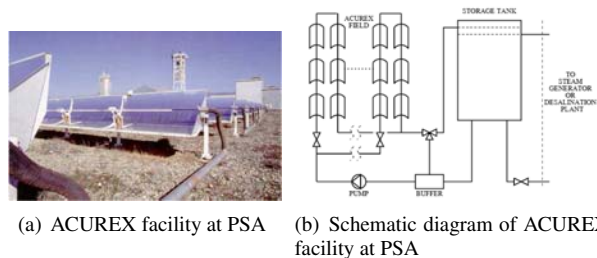 STORAGE TANK
ACUREX
FIELD
TO
STEAM
GENERATOR
OR
DESALINATION
PLANT
PUMP
BUFFER
(a) ACUREX facility at PSA
(b) Schematic diagram of ACUREX
facility at PSA